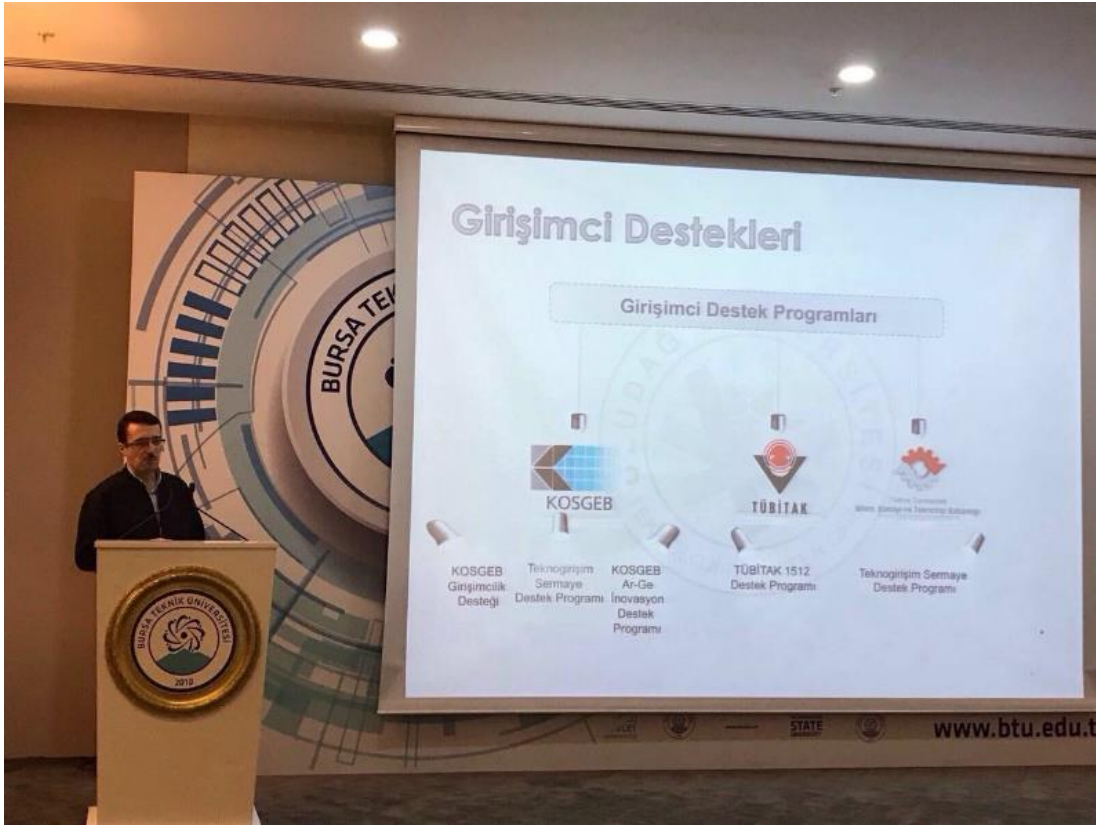 Girişimci Destekleri
Girişimci Destek Programları
KOSGEB
TÜBİTAK
KOSGEB
Girişimcilik
Desteği
Teknogirişim
Sermaye
Destek Programı
KOSGEB
Ar-Ge
İnovasyon
Destek
Programı
TÜBİTAK 1512
Destek Programı
Teknogirişim Sermaye
Destek Programı
BURSA TEK
BURSA TEKNİK ÜNİVERSİTESİ
2010
STATE
www.btu.edu.t